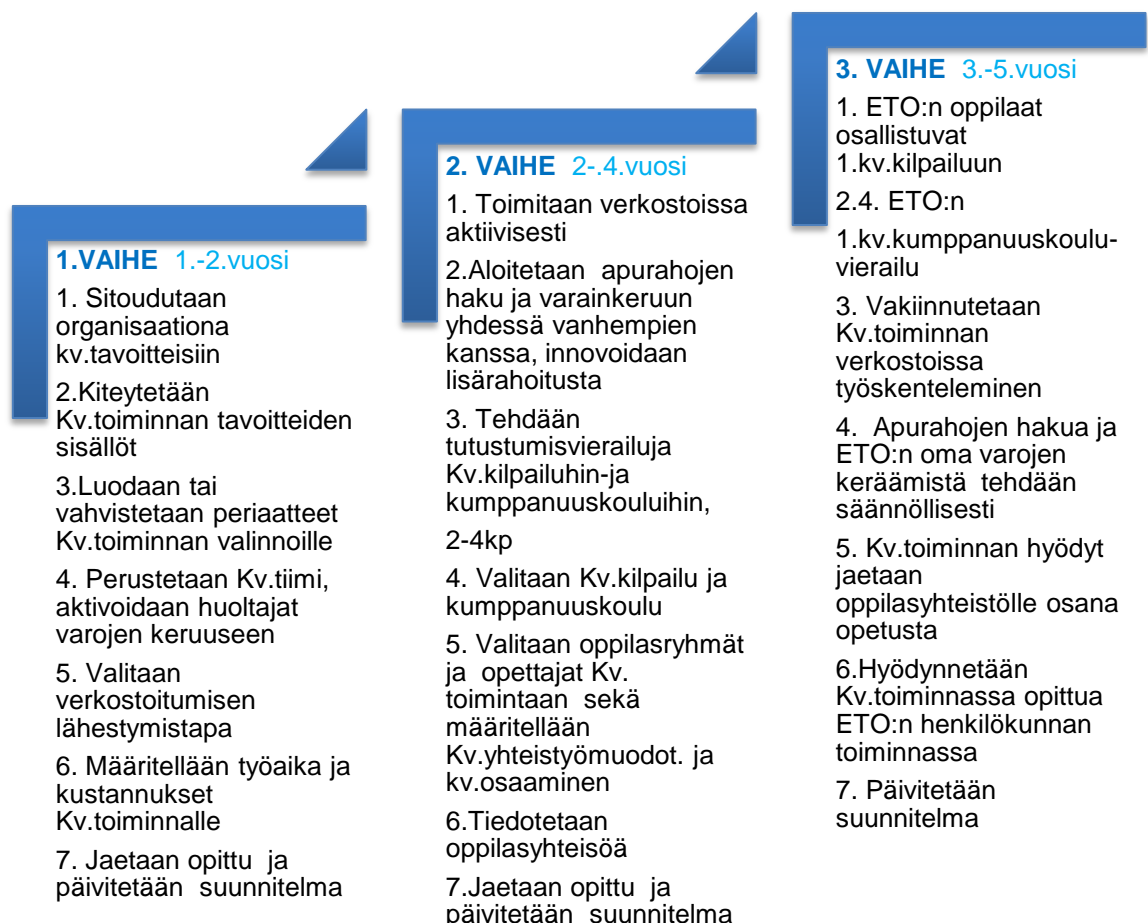 1.VAIHE 1.-2.vuosi
1. Sitoudutaan
organisaationa
kv.tavoitteisiin
2.Kiteytetään
Kv.toiminnan tavoitteiden
sisällöt
3.Luodaan tai
vahvistetaan periaatteet
Kv.toiminnan valinnoille
4. Perustetaan Kv.tiimi,
aktivoidaan huoltajat
varojen keruuseen
5. Valitaan
verkostoitumisen
lähestymistapa
6. Määritellään työaika ja
kustannukset
Kv.toiminnalle
7. Jaetaan opittu ja
päivitetään suunnitelma
2. VAIHE 2-.4.vuosi
1. Toimitaan verkostoissa
aktiivisesti
2.Aloitetaan apurahojen
haku ja varainkeruun
yhdessä vanhempien
kanssa, innovoidaan
lisärahoitusta
3. Tehdään
tutustumisvierailuja
Kv.kilpailuhin-ja
kumppanuuskouluihin,
2-4kp
4. Valitaan Kv.kilpailu ja
kumppanuuskoulu
5. Valitaan oppilasryhmät
ja opettajat Kv.
toimintaan sekä
määritellään
Kv.yhteistyömuodot. ja
kv.osaaminen
6.Tiedotetaan
oppilasyhteisöä
7.Jaetaan opittu ja
päivitetään suunnitelma
3. VAIHE 3.-5.vuosi
1. ETO:n oppilaat
osallistuvat
1.kv.kilpailuun
2.4. ETO:n
1.kv.kumppanuuskoulu-
vierailu
3. Vakiinnutetaan
Kv.toiminnan
verkostoissa
työskenteleminen
4. Apurahojen hakua ja
ETO:n oma varojen
keräämistä tehdään
säännöllisesti
5. Kv.toiminnan hyödyt
jaetaan
oppilasyhteistölle osana
opetusta
6.Hyödynnetään
Kv.toiminnassa opittua
ETO:n henkilökunnan
toiminnassa
7. Päivitetään
suunnitelma